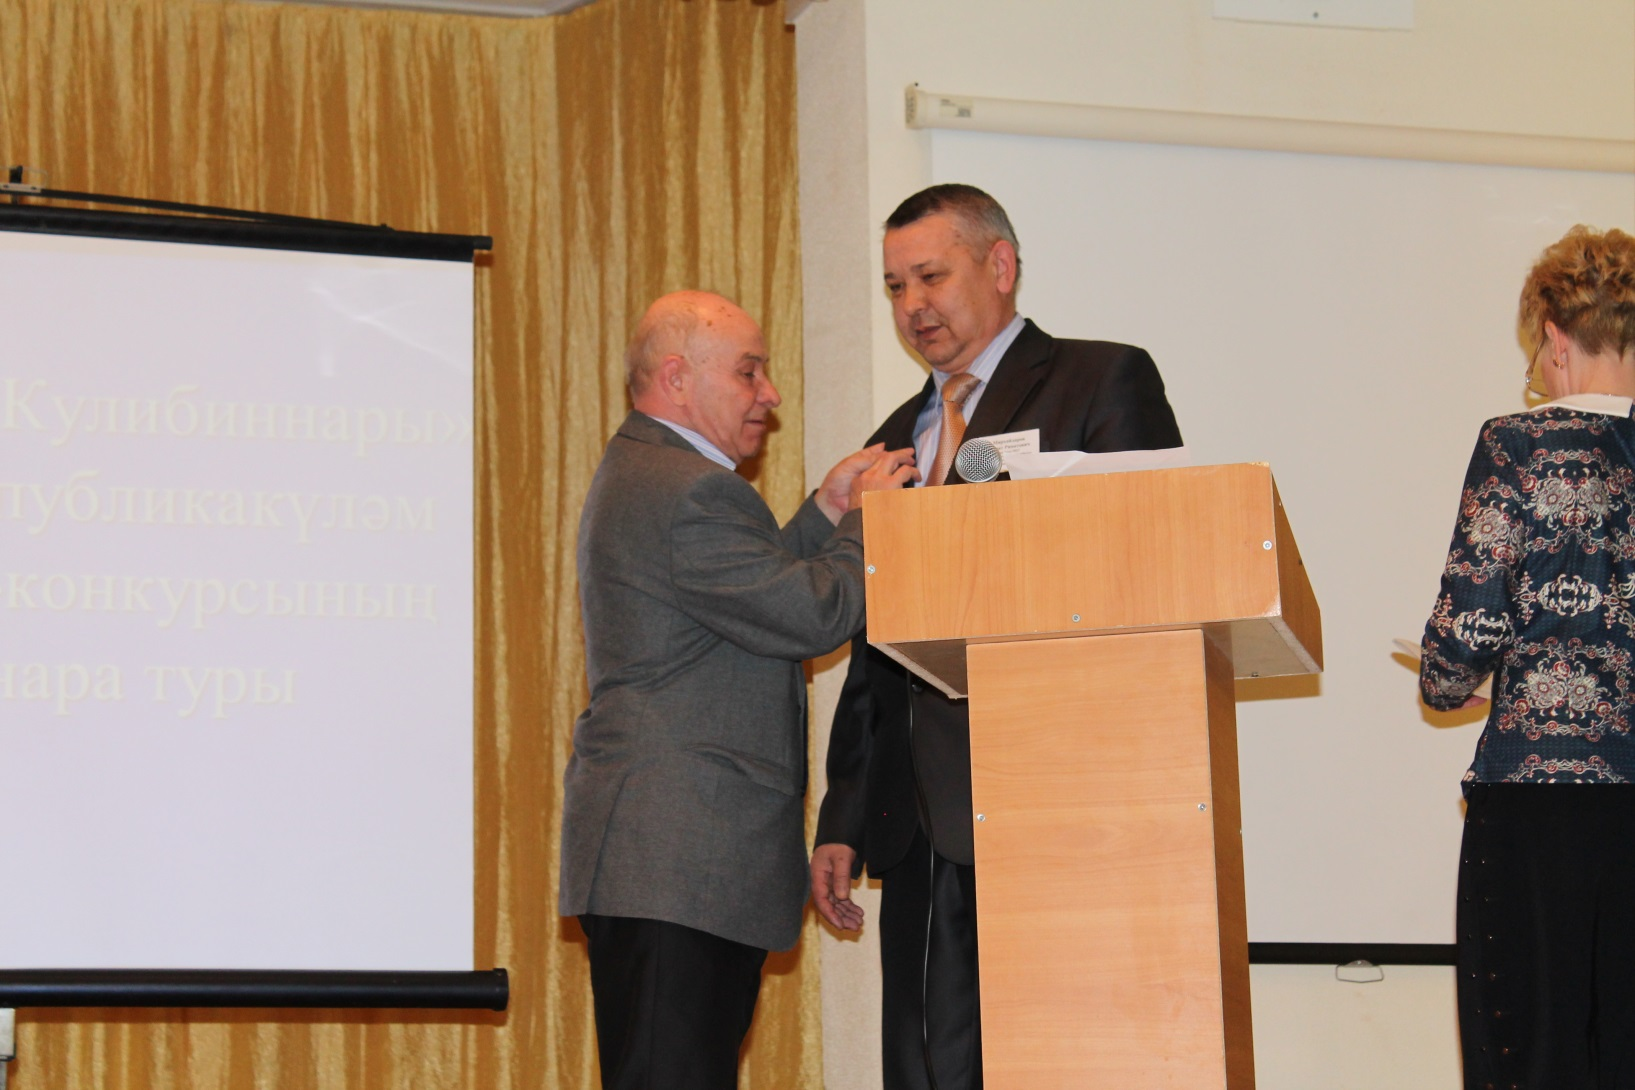 Кулибиннары»
публикакүләм
-конкурсының
нара туры